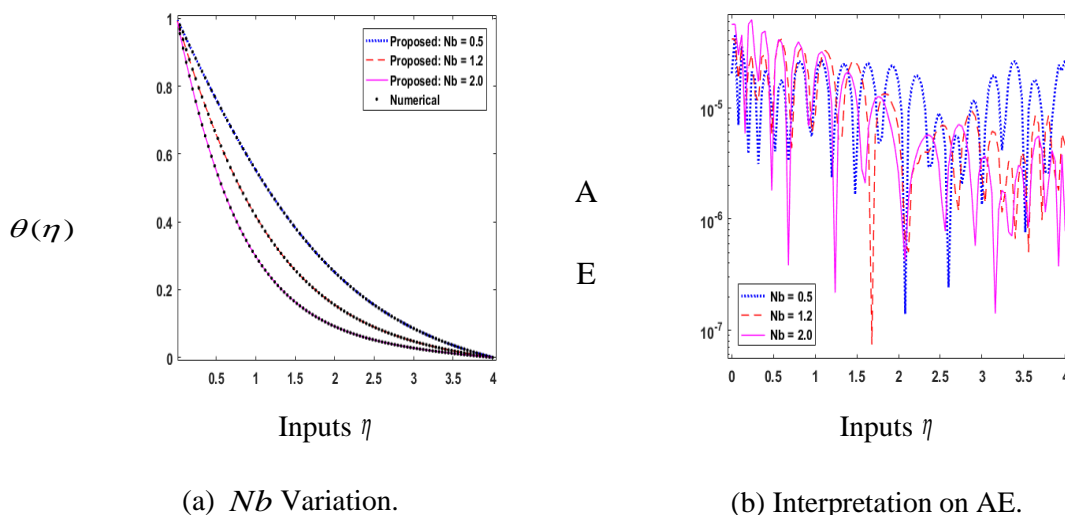 θ(η)
1
0.8
0.6
0.4
0.2
0
Proposed: Nb = 0.5
Proposed: Nb = 1.2
Proposed: Nb = 2.0
Numerical
0.5 1 1.5 2 2.5 3 3.5 4
Inputs η
(a) Nb Variation.
A
E
10⁻⁵
10⁻⁶
10⁻⁷
Nb = 0.5
Nb = 1.2
Nb = 2.0
0 0.5 1 1.5 2 2.5 3 3.5 4
Inputs η
(b) Interpretation on AE.